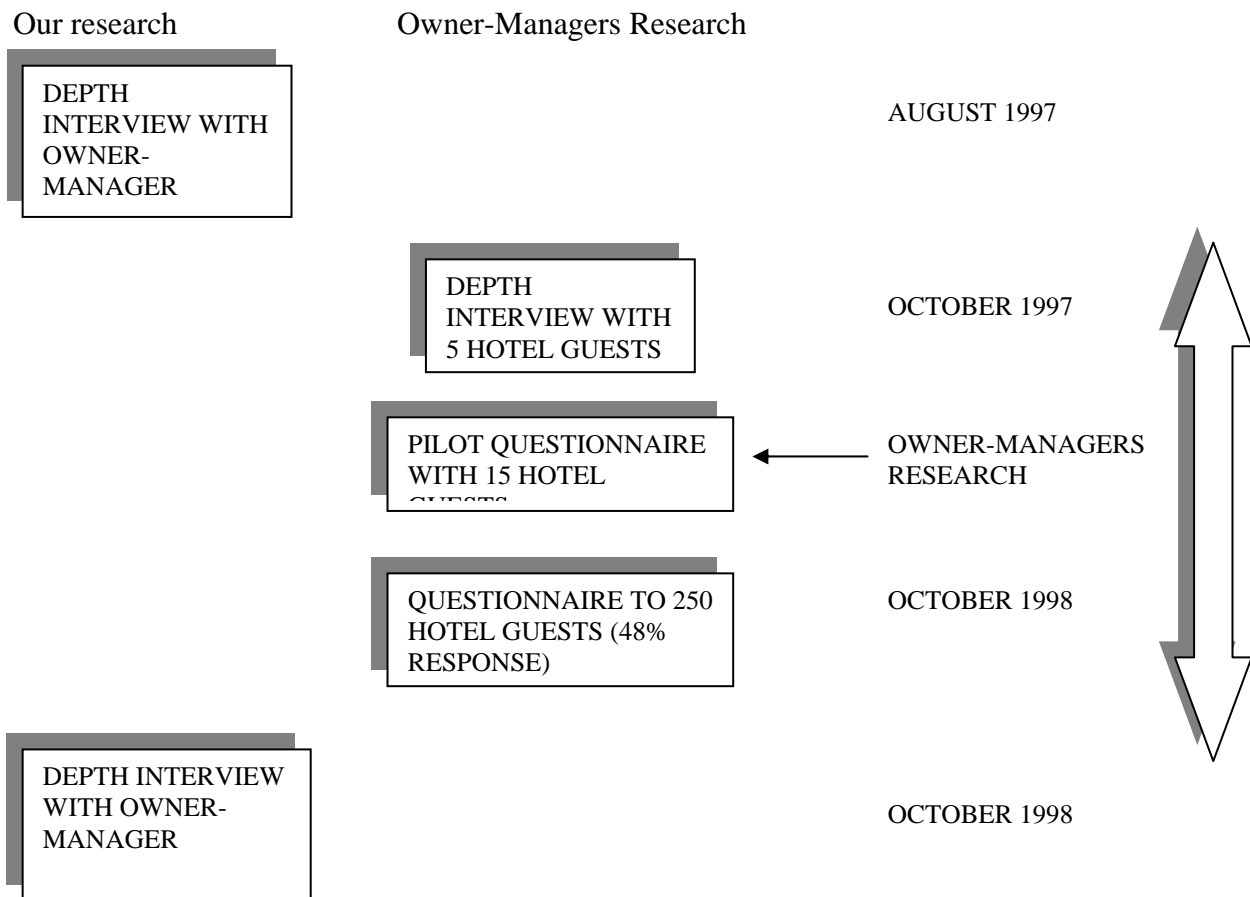 Our research
Owner-Managers Research
DEPTH
INTERVIEW WITH
OWNER-
MANAGER
AUGUST 1997
DEPTH
INTERVIEW WITH
5 HOTEL GUESTS
OCTOBER 1997
PILOT QUESTIONNAIRE
WITH 15 HOTEL
GUESTS
OWNER-MANAGERS
RESEARCH
QUESTIONNAIRE TO 250
HOTEL GUESTS (48%
RESPONSE)
OCTOBER 1998
DEPTH INTERVIEW
WITH OWNER-
MANAGER
OCTOBER 1998